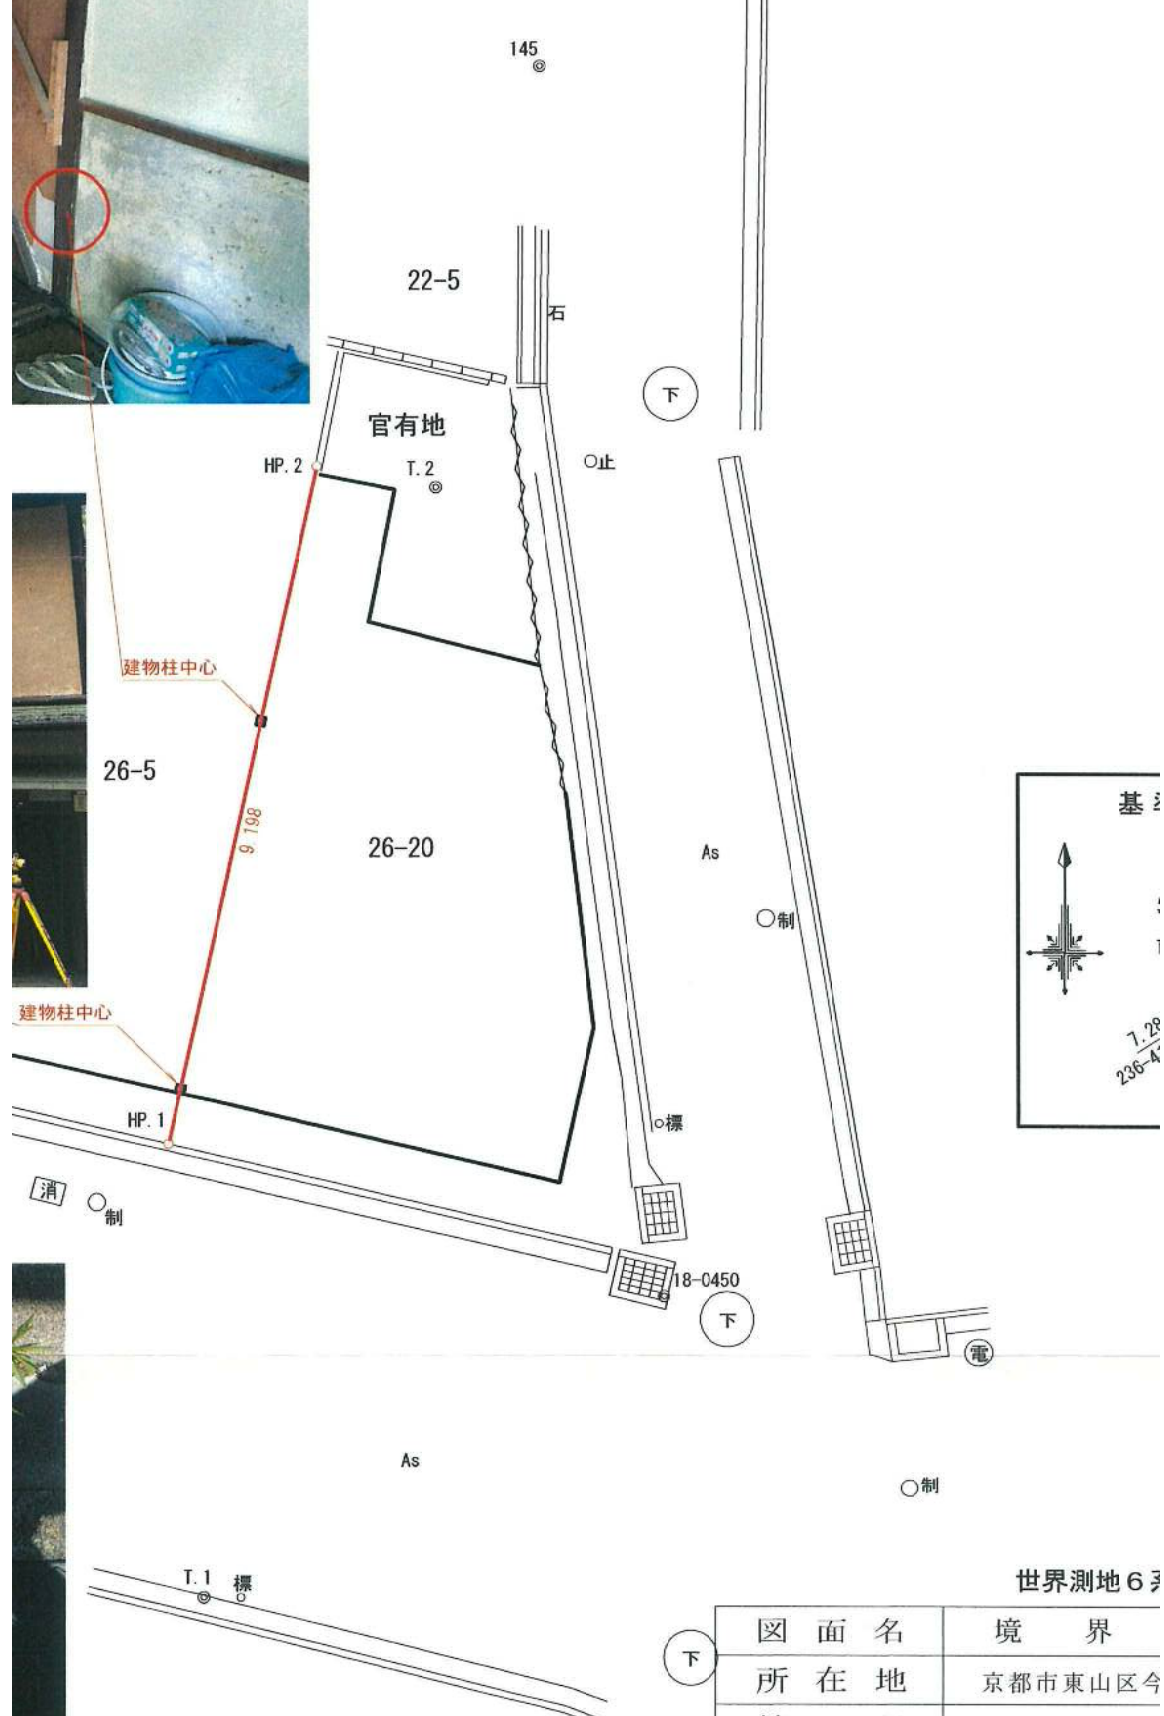 145
22-5
石
下
官有地
HP. 2
T. 2
止
建物柱中心
26-5
9.198
26-20
As
基
制
7.28
建物柱中心
HP. 1
標
消
制
18-0450
下
電
As
制
T. 1 標
世界測地6系
下
図面名 境界
所在地 京都市東山区今